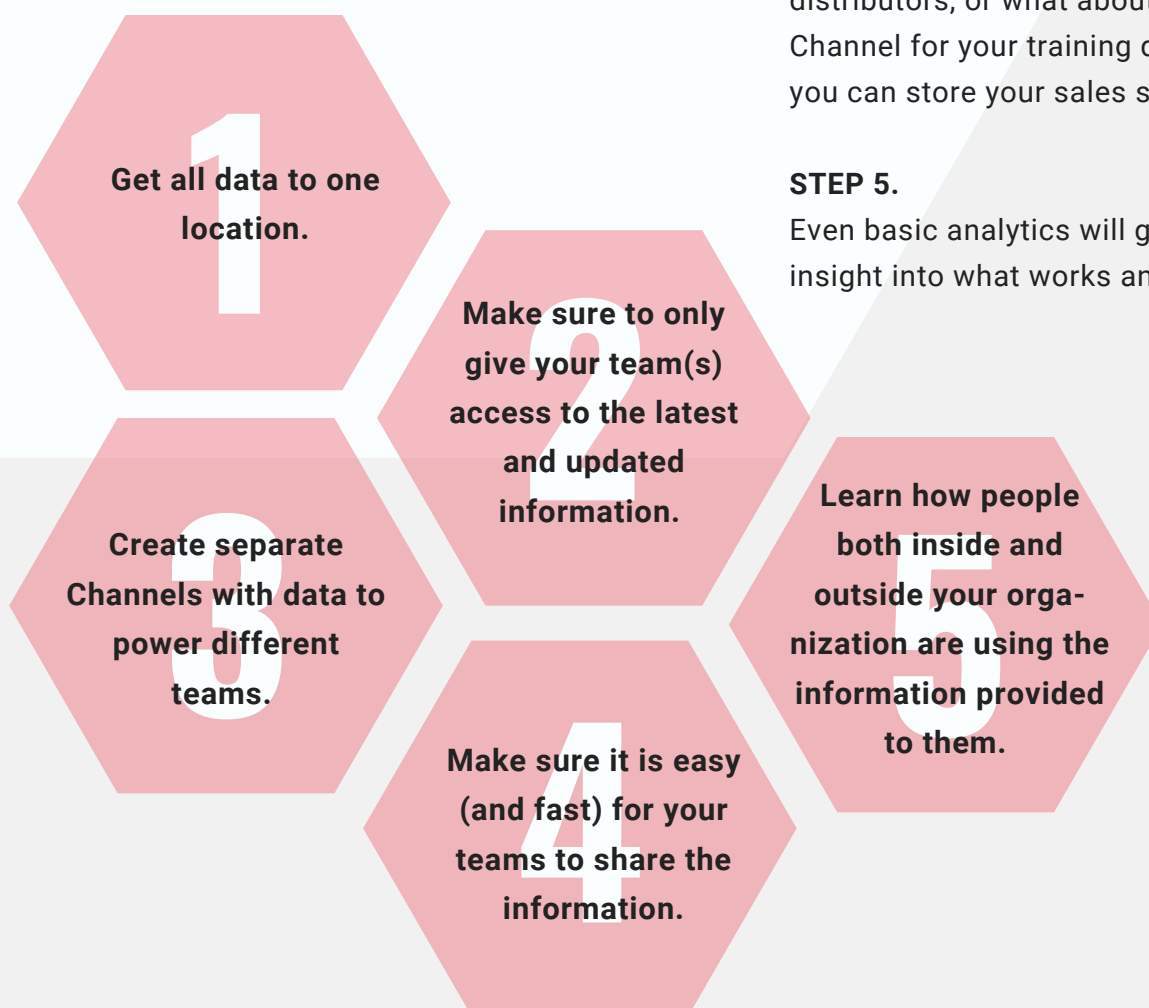 distributors, or what about
Channel for your training
you can store your sales
STEP 5.
Even basic analytics will
insight into what works
1
Get all data to one
location.
2
Make sure to only
give your team(s)
access to the latest
and updated
information.
3
Create separate
Channels with data to
power different
teams.
4
Make sure it is easy
(and fast) for your
teams to share the
information.
5
Learn how people
both inside and
outside your orga-
nization are using the
information provided
to them.